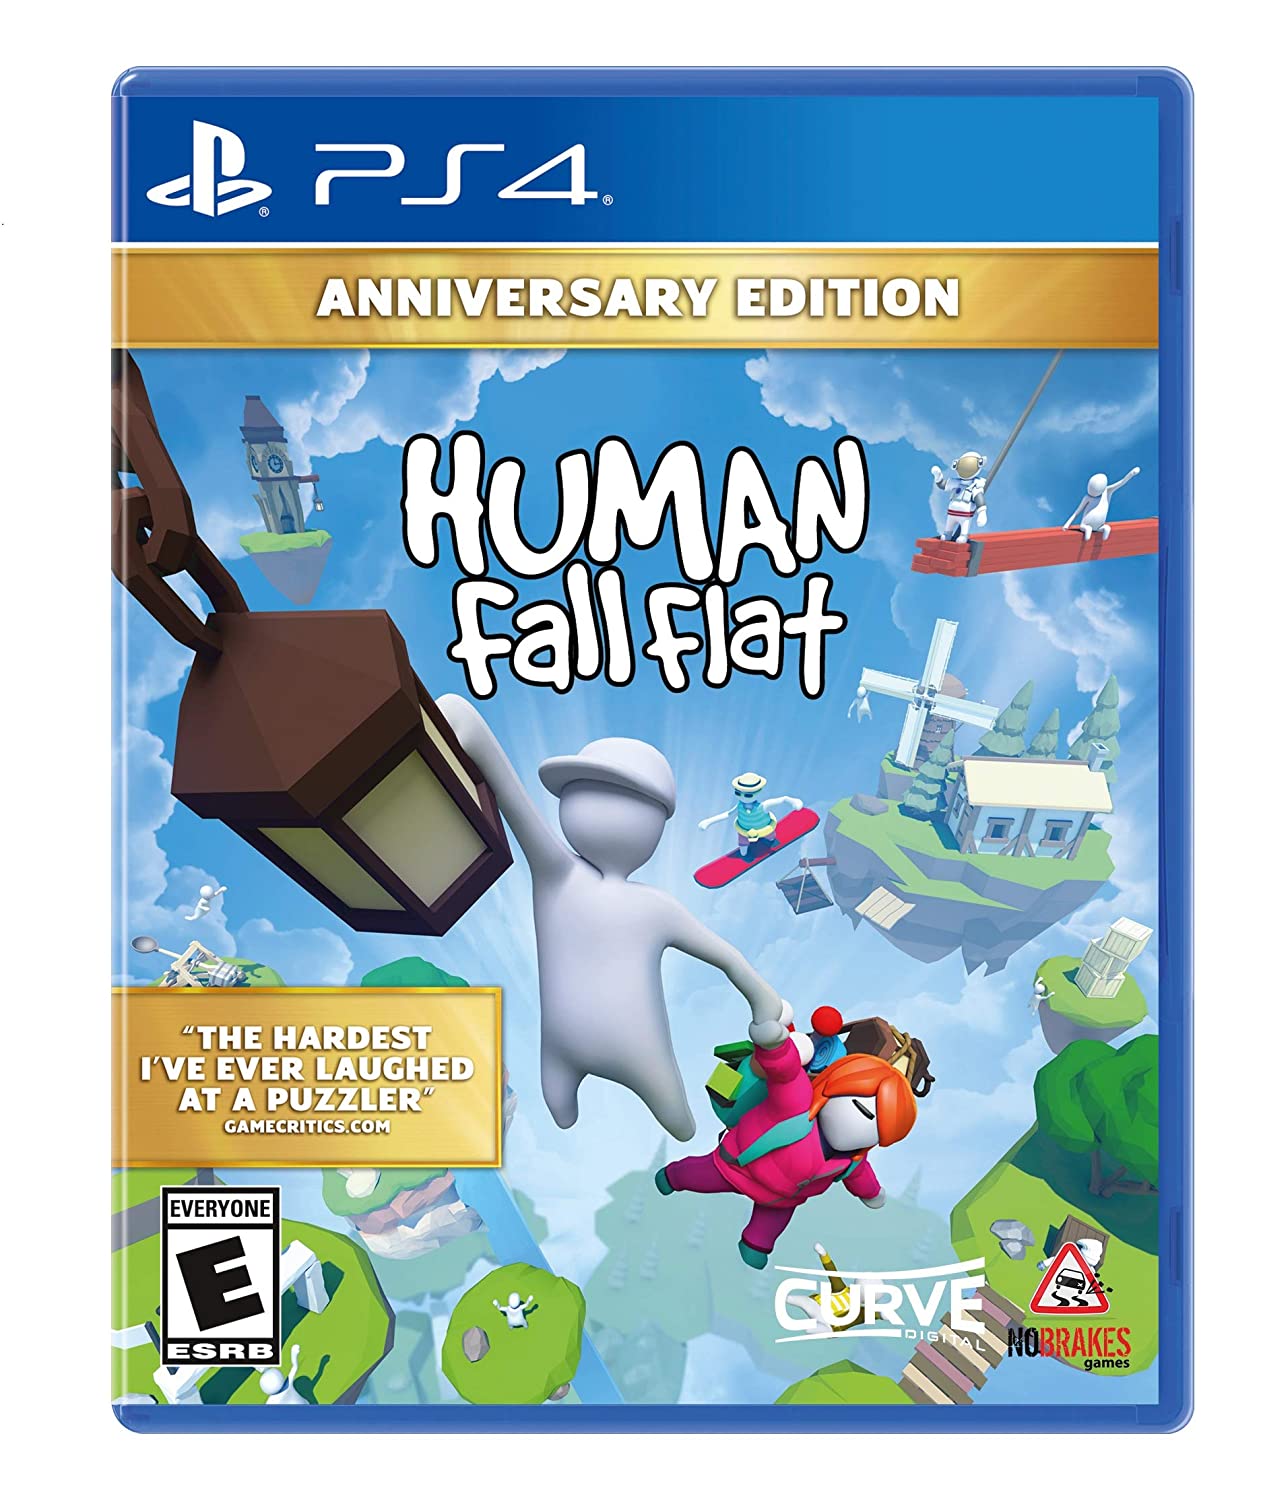 PS4
ANNIVERSARY EDITION
HUMAN
fall flat
"THE HARDEST
I'VE EVER LAUGHED
AT A PUZZLER"
GAMECRITICS.COM
EVERYONE
E
ESRB
CURVE
DIGITAL
NOBRAKES
games